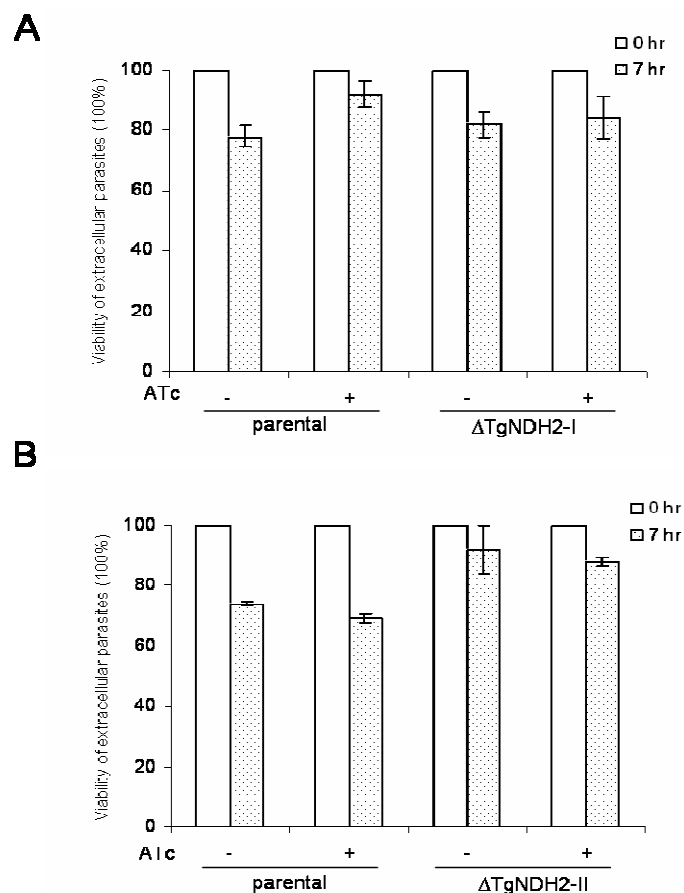 A
0 hr
7 hr
Viability of extracellular parasites (100%)
100
80
60
40
20
0
ATc
- + - +
parental ΔTgNDH2-I
B
0 hr
7 hr
Viability of extracellular parasites (100%)
100
80
60
40
20
0
ATc
- + - +
parental ΔTgNDH2-II